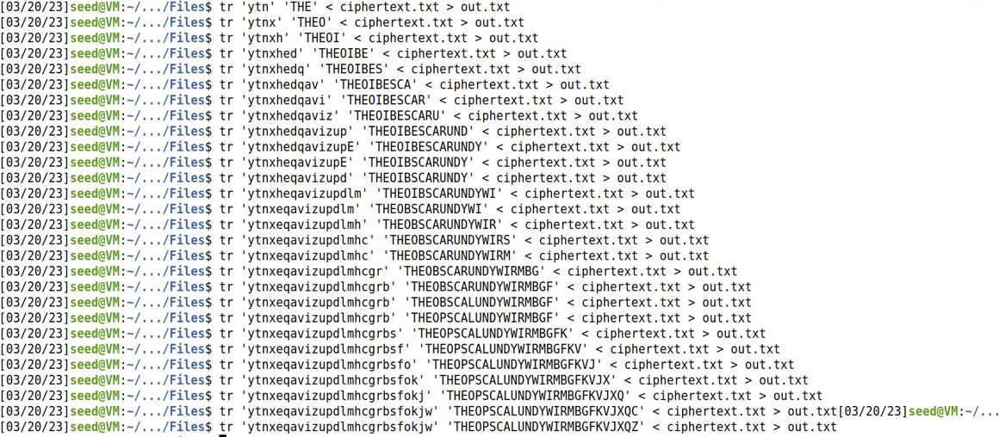 [03/20/23]seed@VM:~/.../Files$ tr 'ytn' 'THE' < ciphertext.txt > out.txt
[03/20/23]seed@VM:~/.../Files$ tr 'ytnx' 'THEO' < ciphertext.txt > out.txt
[03/20/23]seed@VM:~/.../Files$ tr 'ytnxh' 'THEOI' < ciphertext.txt > out.txt
[03/20/23]seed@VM:~/.../Files$ tr 'ytnxhed' 'THEOIBE' < ciphertext.txt > out.txt
[03/20/23]seed@VM:~/.../Files$ tr 'ytnxhedq' 'THEOIBES' < ciphertext.txt > out.txt
[03/20/23]seed@VM:~/.../Files$ tr 'ytnxhedqav' 'THEOIBESCA' < ciphertext.txt > out.txt
[03/20/23]seed@VM:~/.../Files$ tr 'ytnxhedqavi' 'THEOIBESCAR' < ciphertext.txt > out.txt
[03/20/23]seed@VM:~/.../Files$ tr 'ytnxhedqaviz' 'THEOIBESCARU' < ciphertext.txt > out.txt
[03/20/23]seed@VM:~/.../Files$ tr 'ytnxhedqavizup' 'THEOIBESCARUND' < ciphertext.txt > out.txt
[03/20/23]seed@VM:~/.../Files$ tr 'ytnxhedqavizupE' 'THEOIBESCARUNDY' < ciphertext.txt > out.txt
[03/20/23]seed@VM:~/.../Files$ tr 'ytnxheqavizupE' 'THEOIBSCARUNDY' < ciphertext.txt > out.txt
[03/20/23]seed@VM:~/.../Files$ tr 'ytnxheqavizupd' 'THEOIBSCARUNDY' < ciphertext.txt > out.txt
[03/20/23]seed@VM:~/.../Files$ tr 'ytnxheqavizupdlm' 'THEOIBSCARUNDYWI' < ciphertext.txt > out.txt
[03/20/23]seed@VM:~/.../Files$ tr 'ytnxeqavizupdlm' 'THEOBSCARUNDYWI' < ciphertext.txt > out.txt
[03/20/23]seed@VM:~/.../Files$ tr 'ytnxeqavizupdlmh' 'THEOBSCARUNDYWIR' < ciphertext.txt > out.txt
[03/20/23]seed@VM:~/.../Files$ tr 'ytnxeqavizupdlmhc' 'THEOBSCARUNDYWIRS' < ciphertext.txt > out.txt
[03/20/23]seed@VM:~/.../Files$ tr 'ytnxeqavizupdlmhc' 'THEOBSCARUNDYWIRM' < ciphertext.txt > out.txt
[03/20/23]seed@VM:~/.../Files$ tr 'ytnxeqavizupdlmhcgr' 'THEOBSCARUNDYWIRMBG' < ciphertext.txt > out.txt
[03/20/23]seed@VM:~/.../Files$ tr 'ytnxeqavizupdlmhcgrb' 'THEOBSCARUNDYWIRMBGF' < ciphertext.txt > out.txt
[03/20/23]seed@VM:~/.../Files$ tr 'ytnxeqavizupdlmhcgrb' 'THEOBSCALUNDYWIRMBGF' < ciphertext.txt > out.txt
[03/20/23]seed@VM:~/.../Files$ tr 'ytnxeqavizupdlmhcgrb' 'THEOPSCALUNDYWIRMBGF' < ciphertext.txt > out.txt
[03/20/23]seed@VM:~/.../Files$ tr 'ytnxeqavizupdlmhcgrbs' 'THEOPSCALUNDYWIRMBGFK' < ciphertext.txt > out.txt
[03/20/23]seed@VM:~/.../Files$ tr 'ytnxeqavizupdlmhcgrbsf' 'THEOPSCALUNDYWIRMBGFKV' < ciphertext.txt > out.txt
[03/20/23]seed@VM:~/.../Files$ tr 'ytnxeqavizupdlmhcgrbsfo' 'THEOPSCALUNDYWIRMBGFKVJ' < ciphertext.txt > out.txt
[03/20/23]seed@VM:~/.../Files$ tr 'ytnxeqavizupdlmhcgrbsfok' 'THEOPSCALUNDYWIRMBGFKVJX' < ciphertext.txt > out.txt
[03/20/23]seed@VM:~/.../Files$ tr 'ytnxeqavizupdlmhcgrbsfokj' 'THEOPSCALUNDYWIRMBGFKVJXQ' < ciphertext.txt > out.txt
[03/20/23]seed@VM:~/.../Files$ tr 'ytnxeqavizupdlmhcgrbsfokjw' 'THEOPSCALUNDYWIRMBGFKVJXQC' < ciphertext.txt > out.txt[03/20/23]seed@VM:~/...
[03/20/23]seed@VM:~/.../Files$ tr 'ytnxeqavizupdlmhcgrbsfokjw' 'THEOPSCALUNDYWIRMBGFKVJXQZ' < ciphertext.txt > out.txt